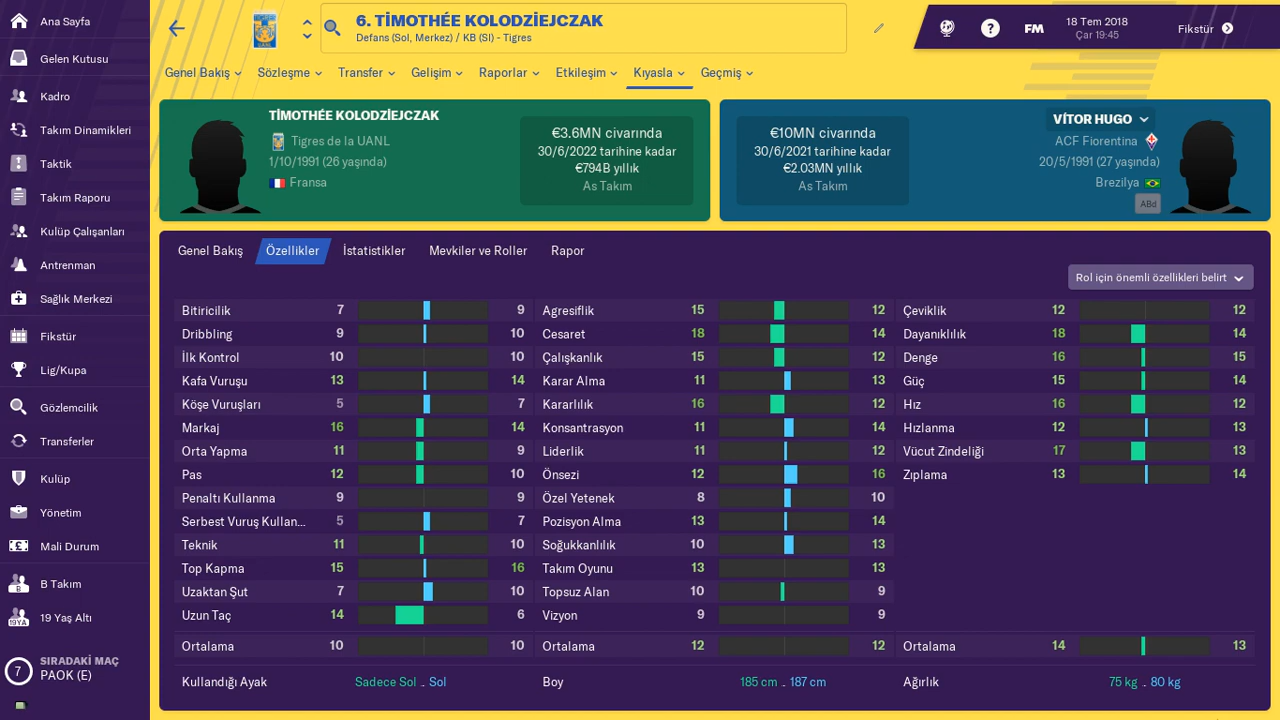 Ana Sayfa
Gelen Kutusu
Kadro
Takım Dinamikleri
Taktik
Takım Raporu
Kulüp Çalışanları
Antrenman
Sağlık Merkezi
Fikstür
Lig/Kupa
Gözlemcilik
Transferler
Kulüp
Yönetim
Mali Durum
B Takım
19 Yaş Altı
SIRADAKİ MAÇ
7 PAOK (E)
6. TİMOTHÉE KOLODZİEJCZAK
Defans (Sol, Merkez) / KB (Sl) - Tigres
FM
18 Tem 2018
Çar 19:45
Fikstür
Genel Bakış Sözleşme Transfer Gelişim Raporlar Etkileşim Kıyasla Geçmiş
TİMOTHÉE KOLODZİEJCZAK
Tigres de la UANL
1/10/1991 (26 yaşında)
Fransa
€3.6MN civarında
30/6/2022 tarihine kadar
€794B yıllık
As Takım
€10MN civarında
30/6/2021 tarihine kadar
€2.03MN yıllık
As Takım
VÍTOR HUGO
ACF Fiorentina
20/5/1991 (27 yaşında)
Brezilya
ABd
Genel Bakış Özellikler İstatistikler Mevkiler ve Roller Rapor
Rol için önemli özellikleri belirt
Bitiricilik 7 9 Agresiflik 15 12 Çeviklik 12 12
Dribbling 9 10 Cesaret 18 14 Dayanıklılık 18 14
İlk Kontrol 10 10 Çalışkanlık 15 12 Denge 16 15
Kafa Vuruşu 13 14 Karar Alma 11 13 Güç 15 14
Köşe Vuruşları 5 7 Kararlılık 16 12 Hız 16 12
Markaj 16 14 Konsantrasyon 11 14 Hızlanma 12 13
Orta Yapma 11 9 Liderlik 11 12 Vücut Zindeliği 17 13
Pas 12 10 Önsezi 12 16 Zıplama 13 14
Penaltı Kullanma 9 9 Özel Yetenek 8 10
Serbest Vuruş Kullan... 5 7 Pozisyon Alma 13 14
Teknik 11 10 Soğukkanlılık 10 13
Top Kapma 15 16 Takım Oyunu 13 13
Uzaktan Şut 7 10 Topsuz Alan 10 9
Uzun Taç 14 6 Vizyon 9 9
Ortalama 10 10 Ortalama 12 12 Ortalama 14 13
Kullandığı Ayak Sadece Sol - Sol Boy 185 cm - 187 cm Ağırlık 75 kg - 80 kg